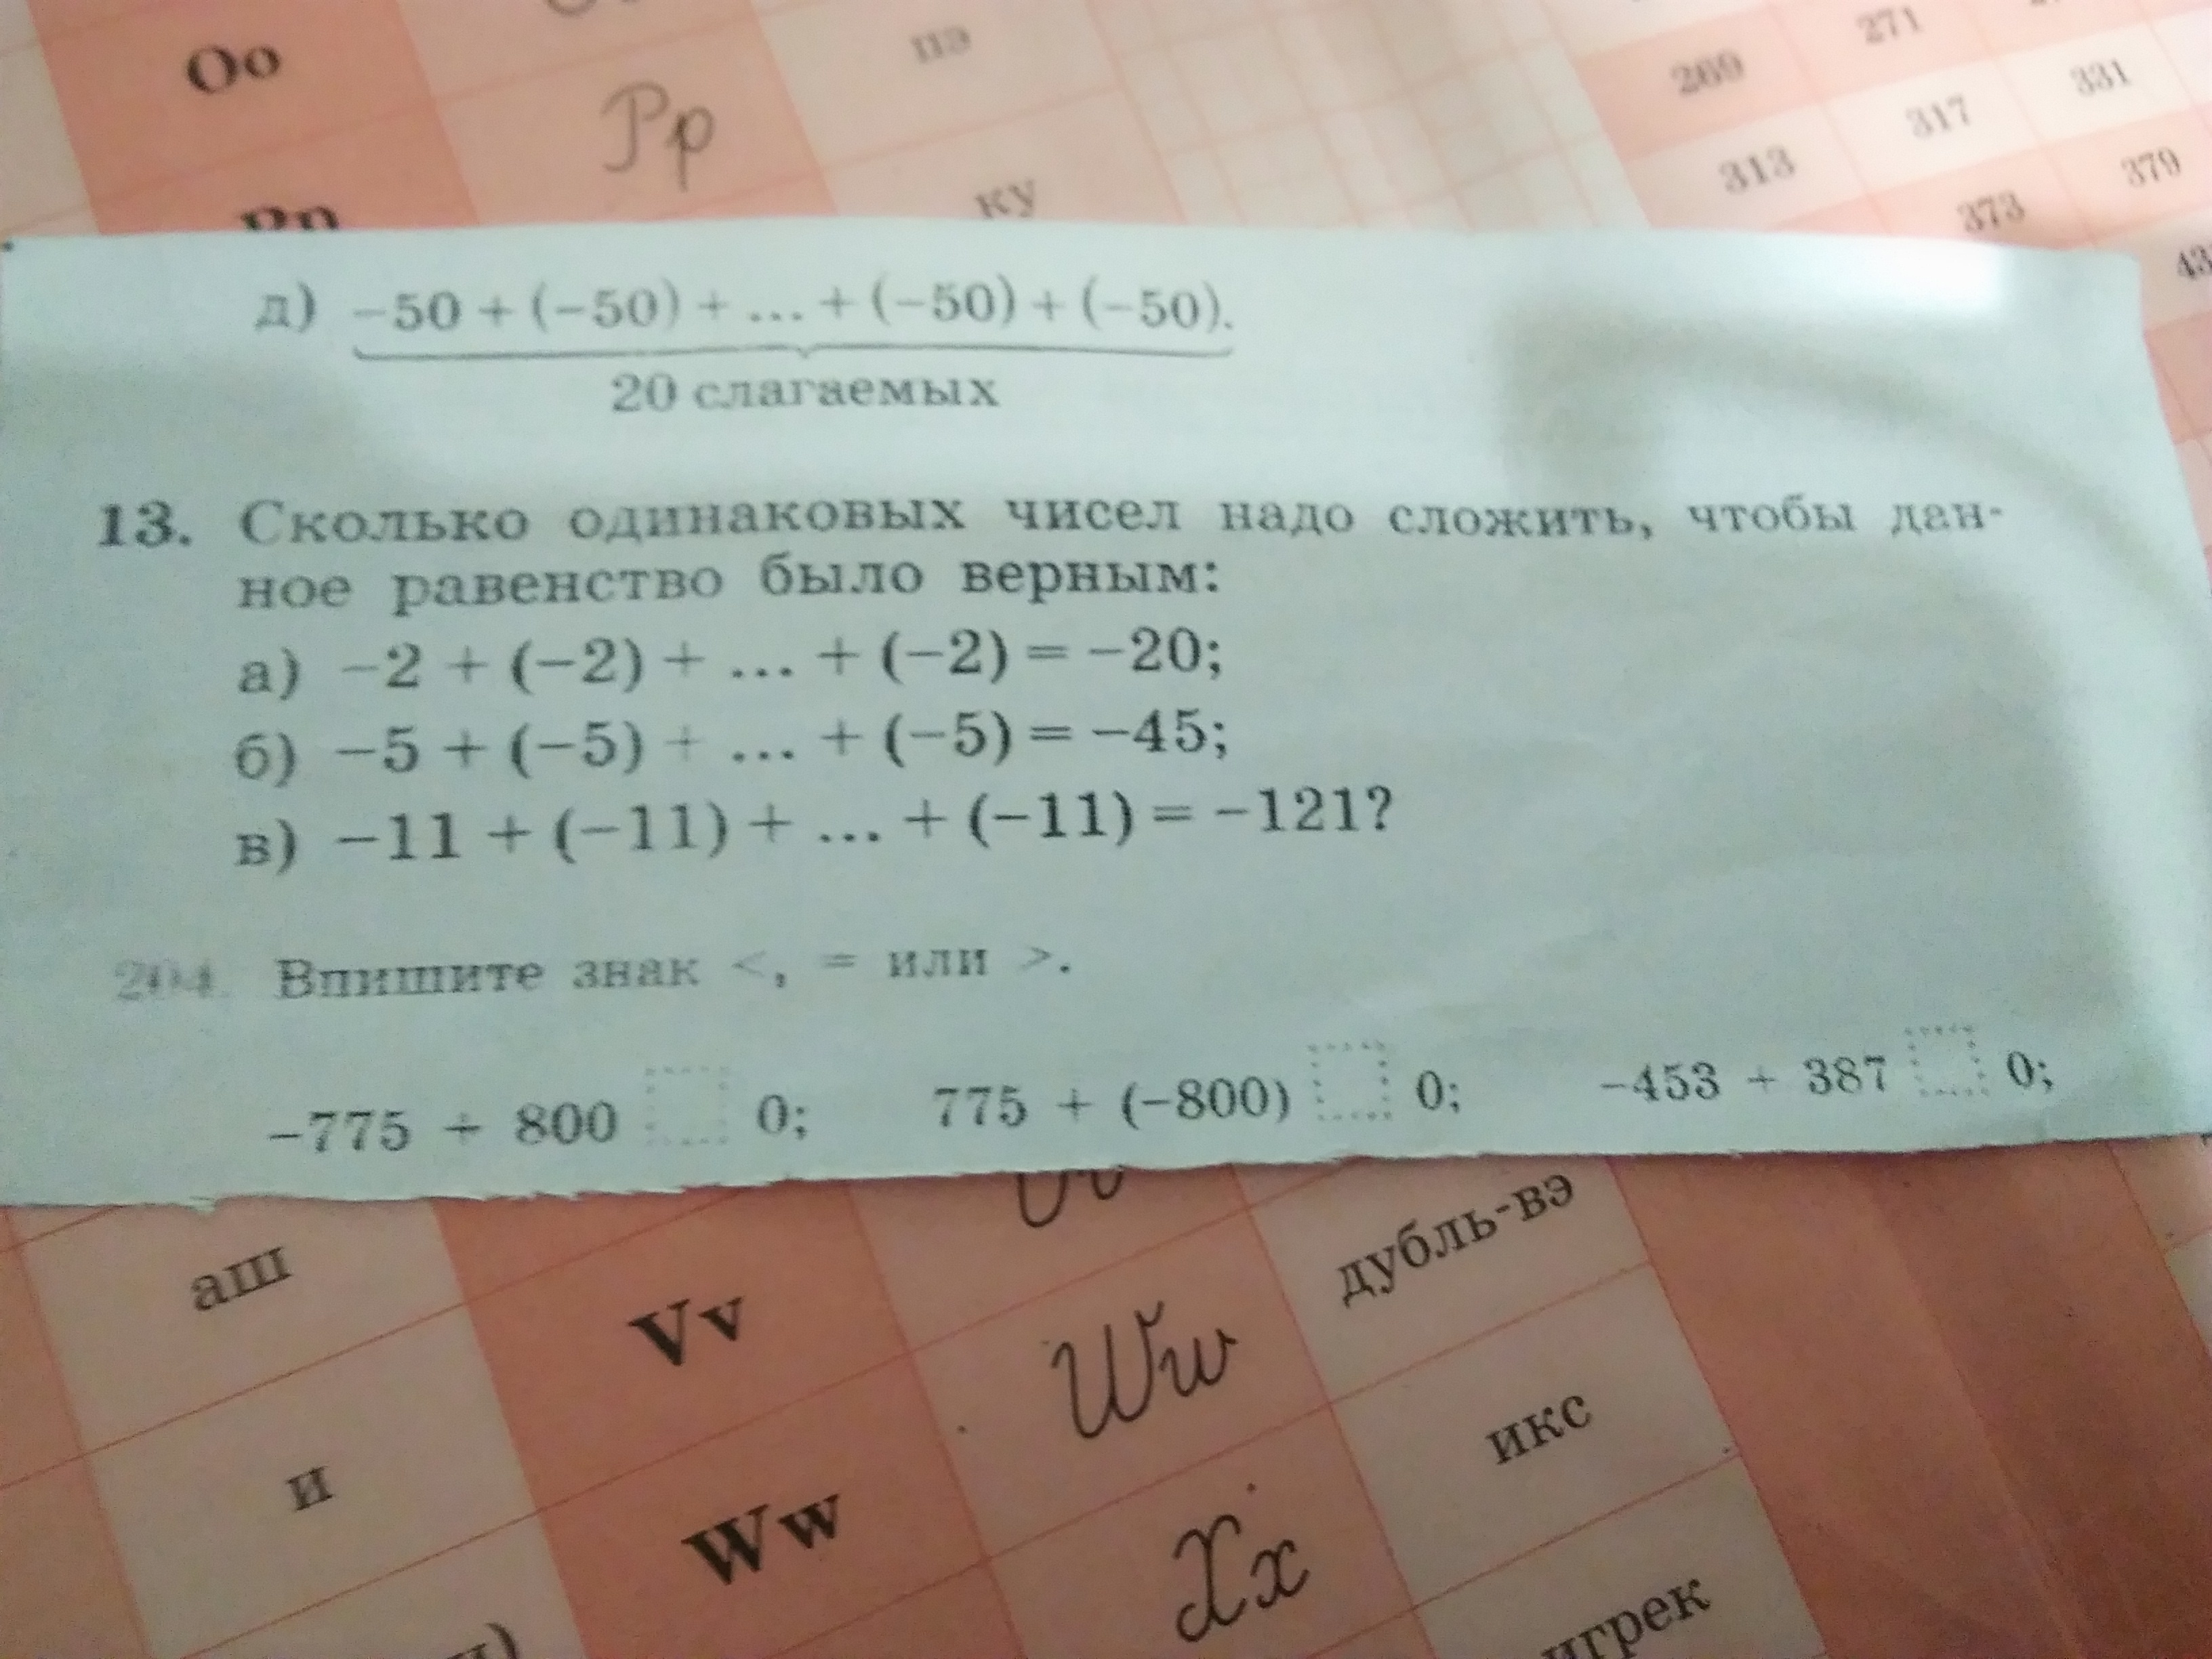 Oo
пэ
271
269
Pp
331
317
313
ку
379
373
д) −50 + (−50) + ... + (−50) + (−50).
20 слагаемых
13. Сколько одинаковых чисел надо сложить, чтобы дан-
ное равенство было верным:
а) −2 + (−2) + ... + (−2) = −20;
б) −5 + (−5) + ... + (−5) = −45;
в) −11 + (−11) + ... + (−11) = −121?
204. Впишите знак <, = или >.
−775 + 800 0; 775 + (−800) 0; −453 + 387 0;
аш
Vv
Ww
дубль-вэ
и
Ww
Xx
икс
игрек